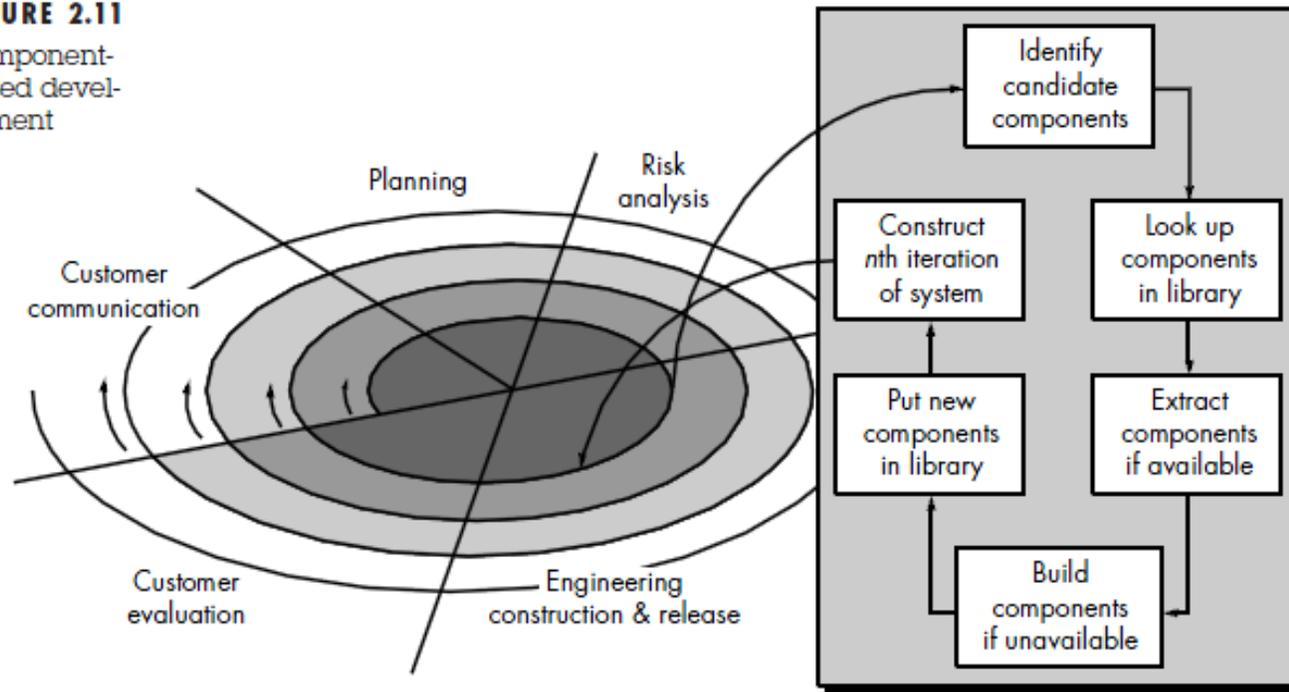 URE 2.11
mponent-
ed devel-
ment
Planning
Risk
analysis
Customer
communication
Customer
evaluation
Engineering
construction & release
Identify
candidate
components
Look up
components
in library
Extract
components
if available
Build
components
if unavailable
Put new
components
in library
Construct
nth iteration
of system